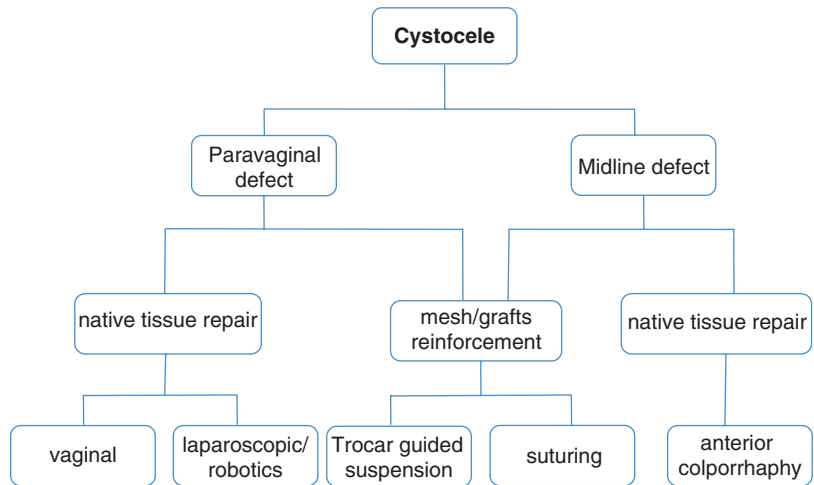 Cystocele
Paravaginal
defect
Midline defect
native tissue repair
mesh/grafts
reinforcement
native tissue repair
vaginal
laparoscopic/
robotics
Trocar guided
suspension
suturing
anterior
colporrhaphy